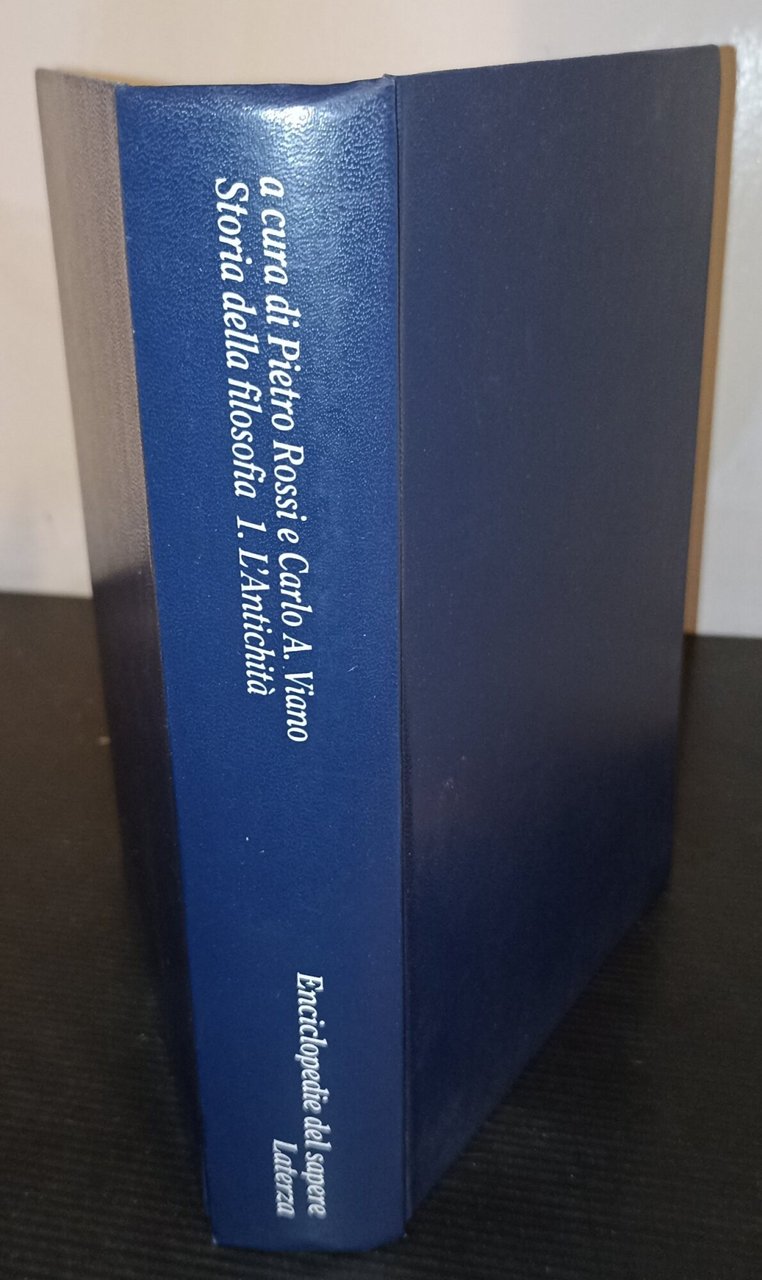 a cura di Pietro Rossi e Carlo A. Viano
Storia della filosofia 1. L'Antichità
Enciclopedie del sapere
Laterza